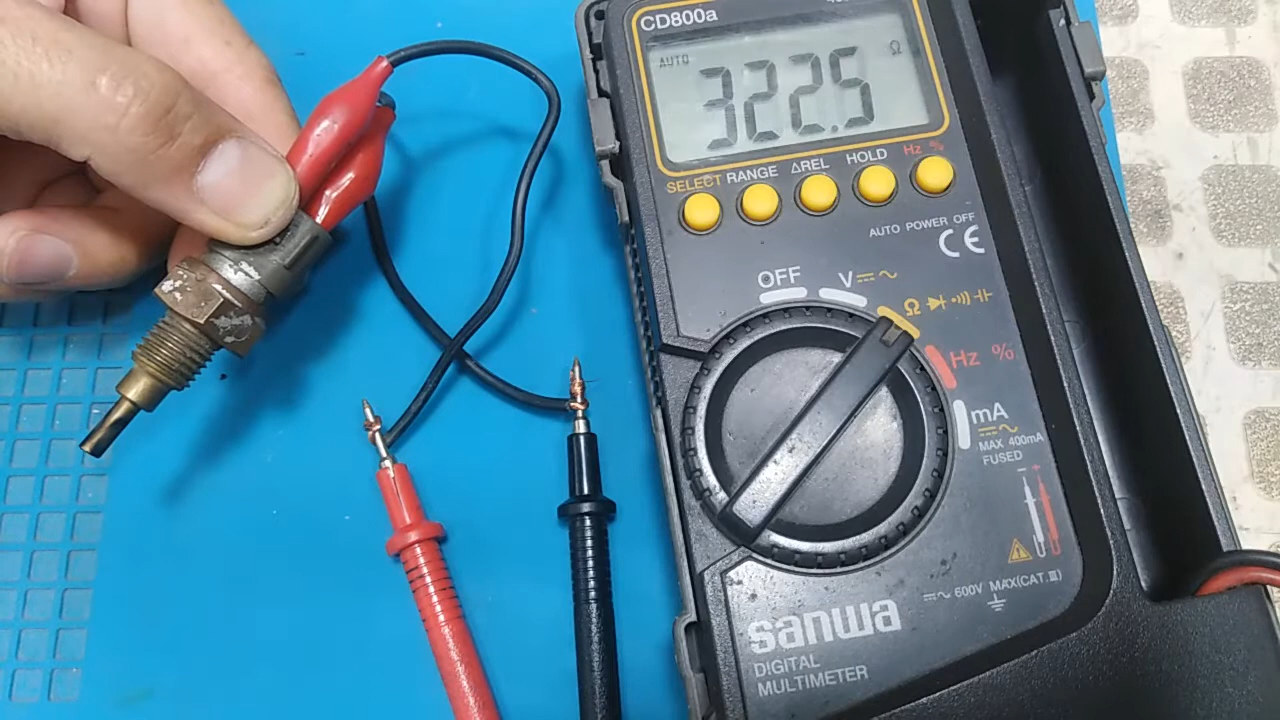 CD800a
AUTO
Ω
322.5
SELECT RANGE ΔREL HOLD Hz %
AUTO POWER OFF
CE
OFF V Ω
Hz %
mA
MAX 400mA
FUSED
600V MAX(CAT.III)
sanwa
DIGITAL
MULTIMETER